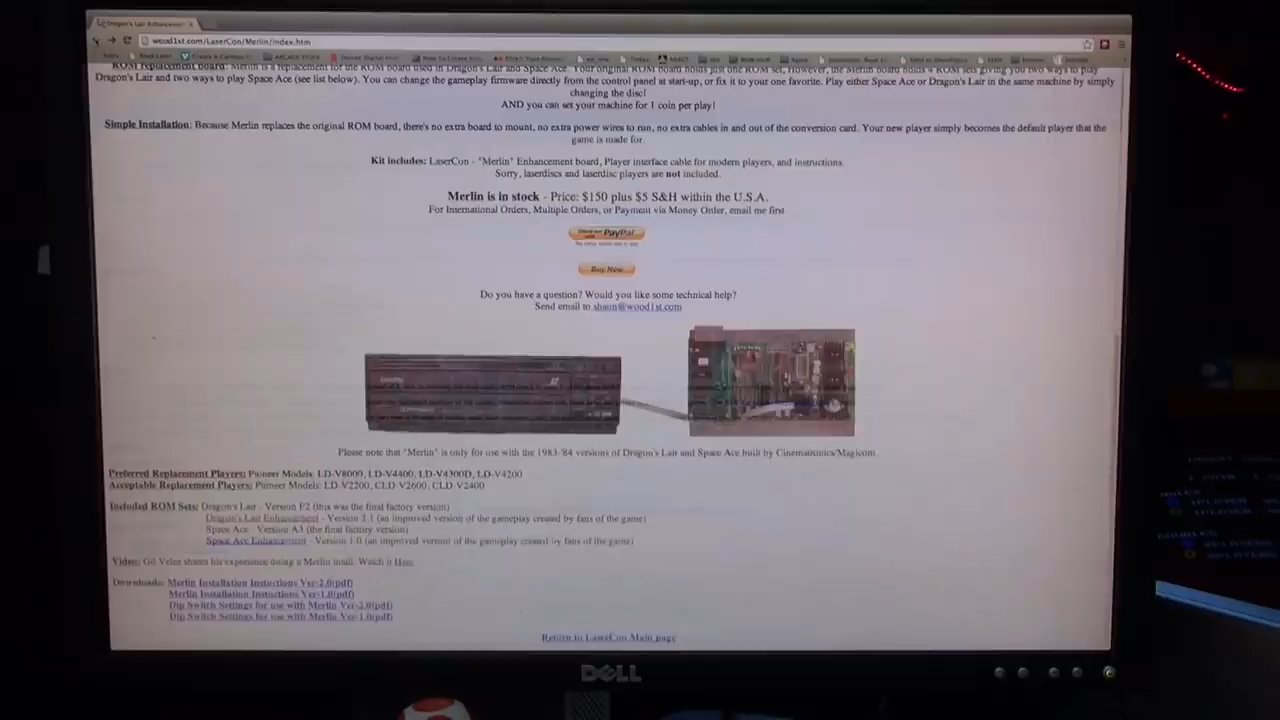 Dragon's Lair Enhancement
wood1st.com/LaserCon/Merlin/index.htm
ROM replacement board: Merlin is a replacement for the ROM board used in Dragon's Lair and Space Ace. Your original ROM board holds just one ROM set, However, the Merlin board holds 4 ROM sets giving you two ways to play
Dragon's Lair and two ways to play Space Ace (see list below). You can change the gameplay firmware directly from the control panel at start-up, or fix it to your one favorite. Play either Space Ace or Dragon's Lair in the same machine by simply
changing the disc!
AND you can set your machine for 1 coin per play!
Simple Installation: Because Merlin replaces the original ROM board, there's no extra board to mount, no extra power wires to run, no extra cables in and out of the conversion card. Your new player simply becomes the default player that the
game is made for.
Kit includes: LaserCon - "Merlin" Enhancement board, Player interface cable for modern players, and instructions.
Sorry, laserdiscs and laserdisc players are not included.
Merlin is in stock - Price: $150 plus $5 S&H within the U.S.A.
For International Orders, Multiple Orders, or Payment via Money Order, email me first.
Check out with PayPal
Buy Now
Do you have a question? Would you like some technical help?
Send email to shaun@wood1st.com
Please note that "Merlin" is only for use with the 1983-'84 versions of Dragon's Lair and Space Ace built by Cinematronics/Magicom.
Preferred Replacement Players: Pioneer Models: LD-V8000, LD-V4400, LD-V4300D, LD-V4200
Acceptable Replacement Players: Pioneer Models: LD-V2200, CLD-V2600, CLD-V2400
Included ROM Sets: Dragon's Lair - Version F2 (this was the final factory version)
Dragon's Lair Enhancement - Version 2.1 (an improved version of the gameplay created by fans of the game)
Space Ace - Version A3 (the final factory version)
Space Ace Enhancement - Version 1.0 (an improved version of the gameplay created by fans of the game)
Video: Gil Velez shares his experience doing a Merlin install. Watch it Here.
Downloads: Merlin Installation Instuctions Ver-2.0(pdf)
Merlin Installation Instuctions Ver-1.0(pdf)
Dip Switch Settings for use with Merlin Ver-2.0(pdf)
Dip Switch Settings for use with Merlin Ver-1.0(pdf)
Return to LaserCon Main page
DELL